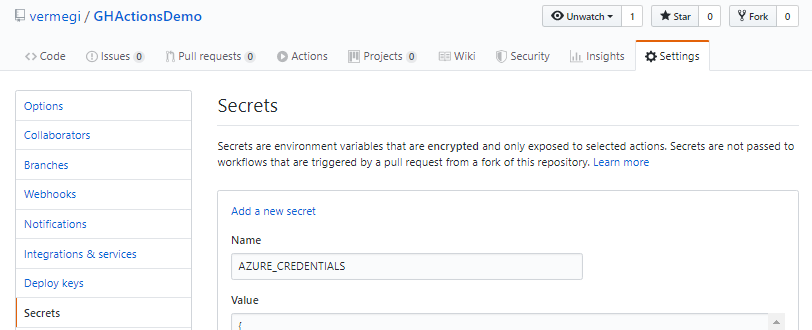 vermegi / GHActionsDemo
Unwatch 1 Star 0 Fork 0
Code Issues 0 Pull requests 0 Actions Projects 0 Wiki Security Insights Settings
Options
Collaborators
Branches
Webhooks
Notifications
Integrations & services
Deploy keys
Secrets
Secrets
Secrets are environment variables that are encrypted and only exposed to selected actions. Secrets are not passed to
workflows that are triggered by a pull request from a fork of this repository. Learn more
Add a new secret
Name
AZURE_CREDENTIALS
Value
{